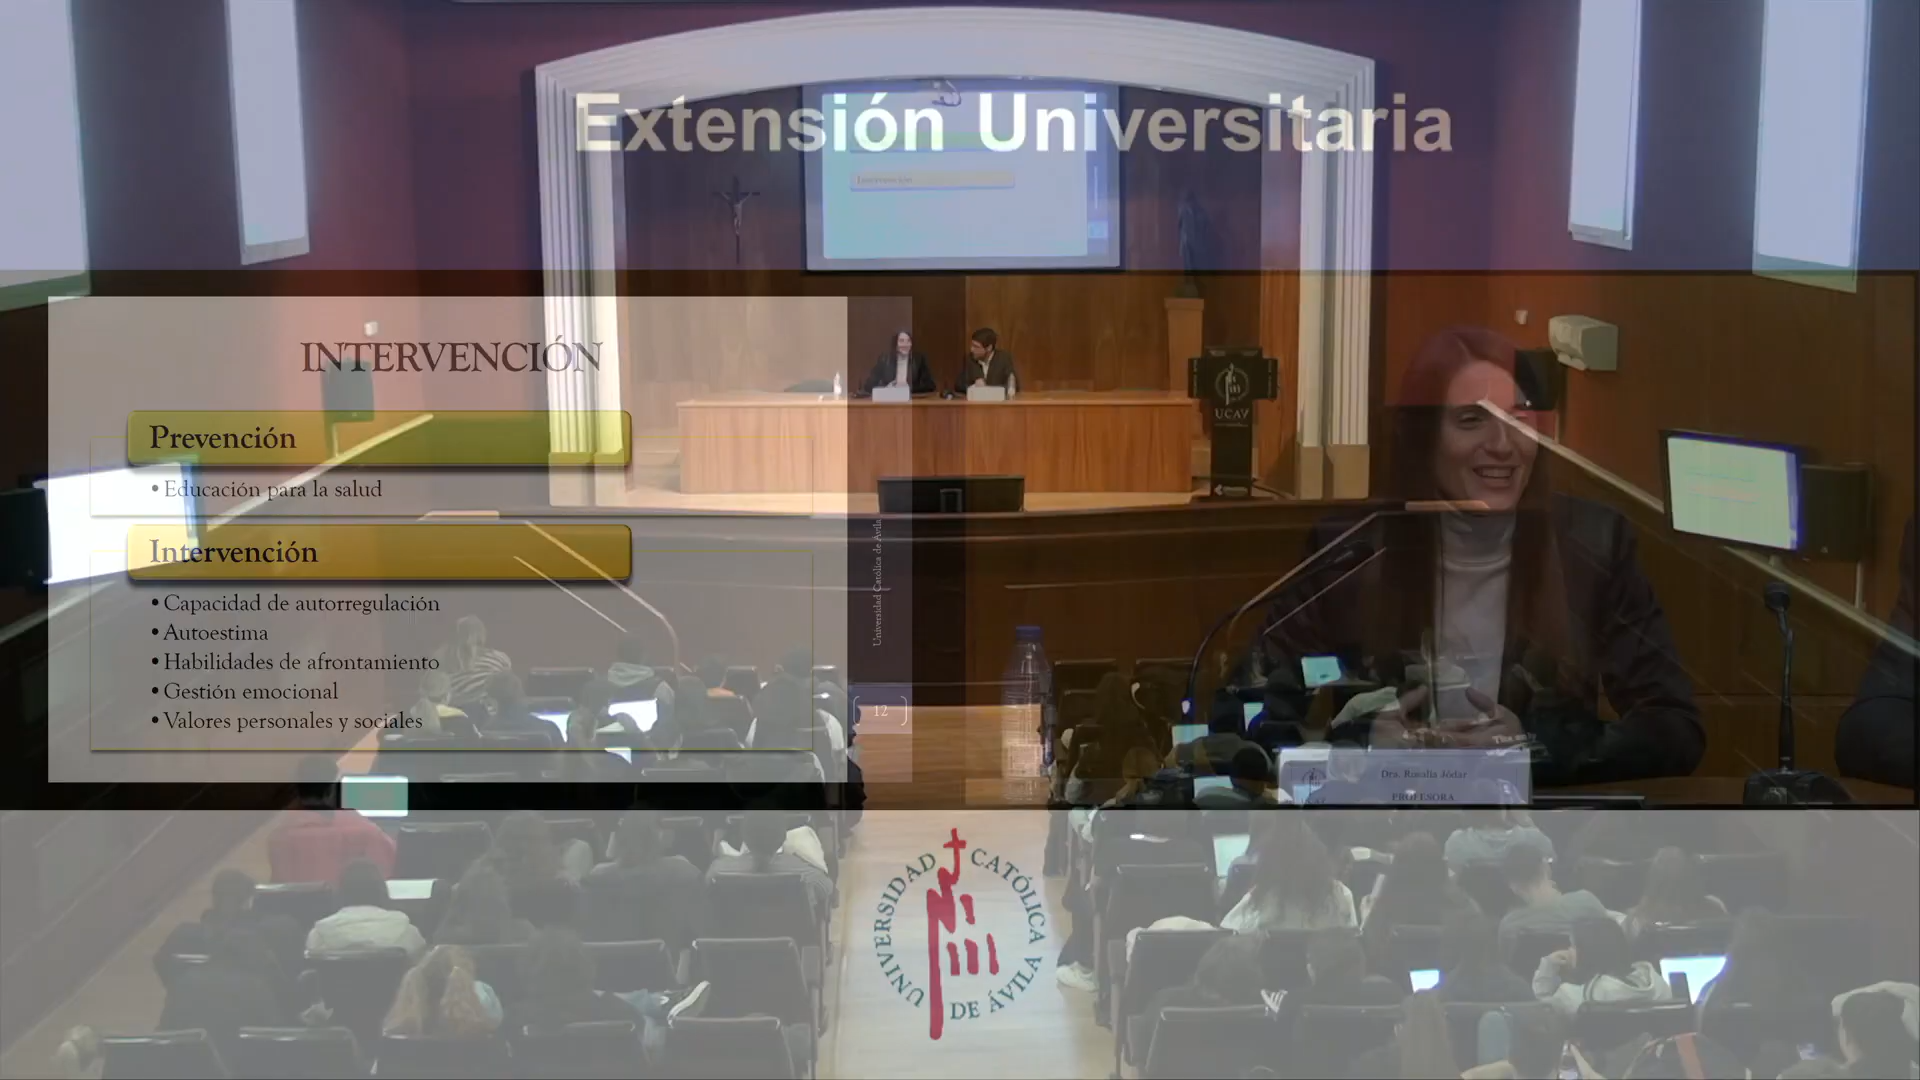 Extensión Universitaria
Intervención
INTERVENCIÓN
Prevención
• Educación para la salud
Intervención
• Capacidad de autorregulación
• Autoestima
• Habilidades de afrontamiento
• Gestión emocional
• Valores personales y sociales
Universidad Católica de Ávila
12
UCAV
Dra. Rosalía Jódar
PROFESORA
UNIVERSIDAD CATÓLICA DE ÁVILA